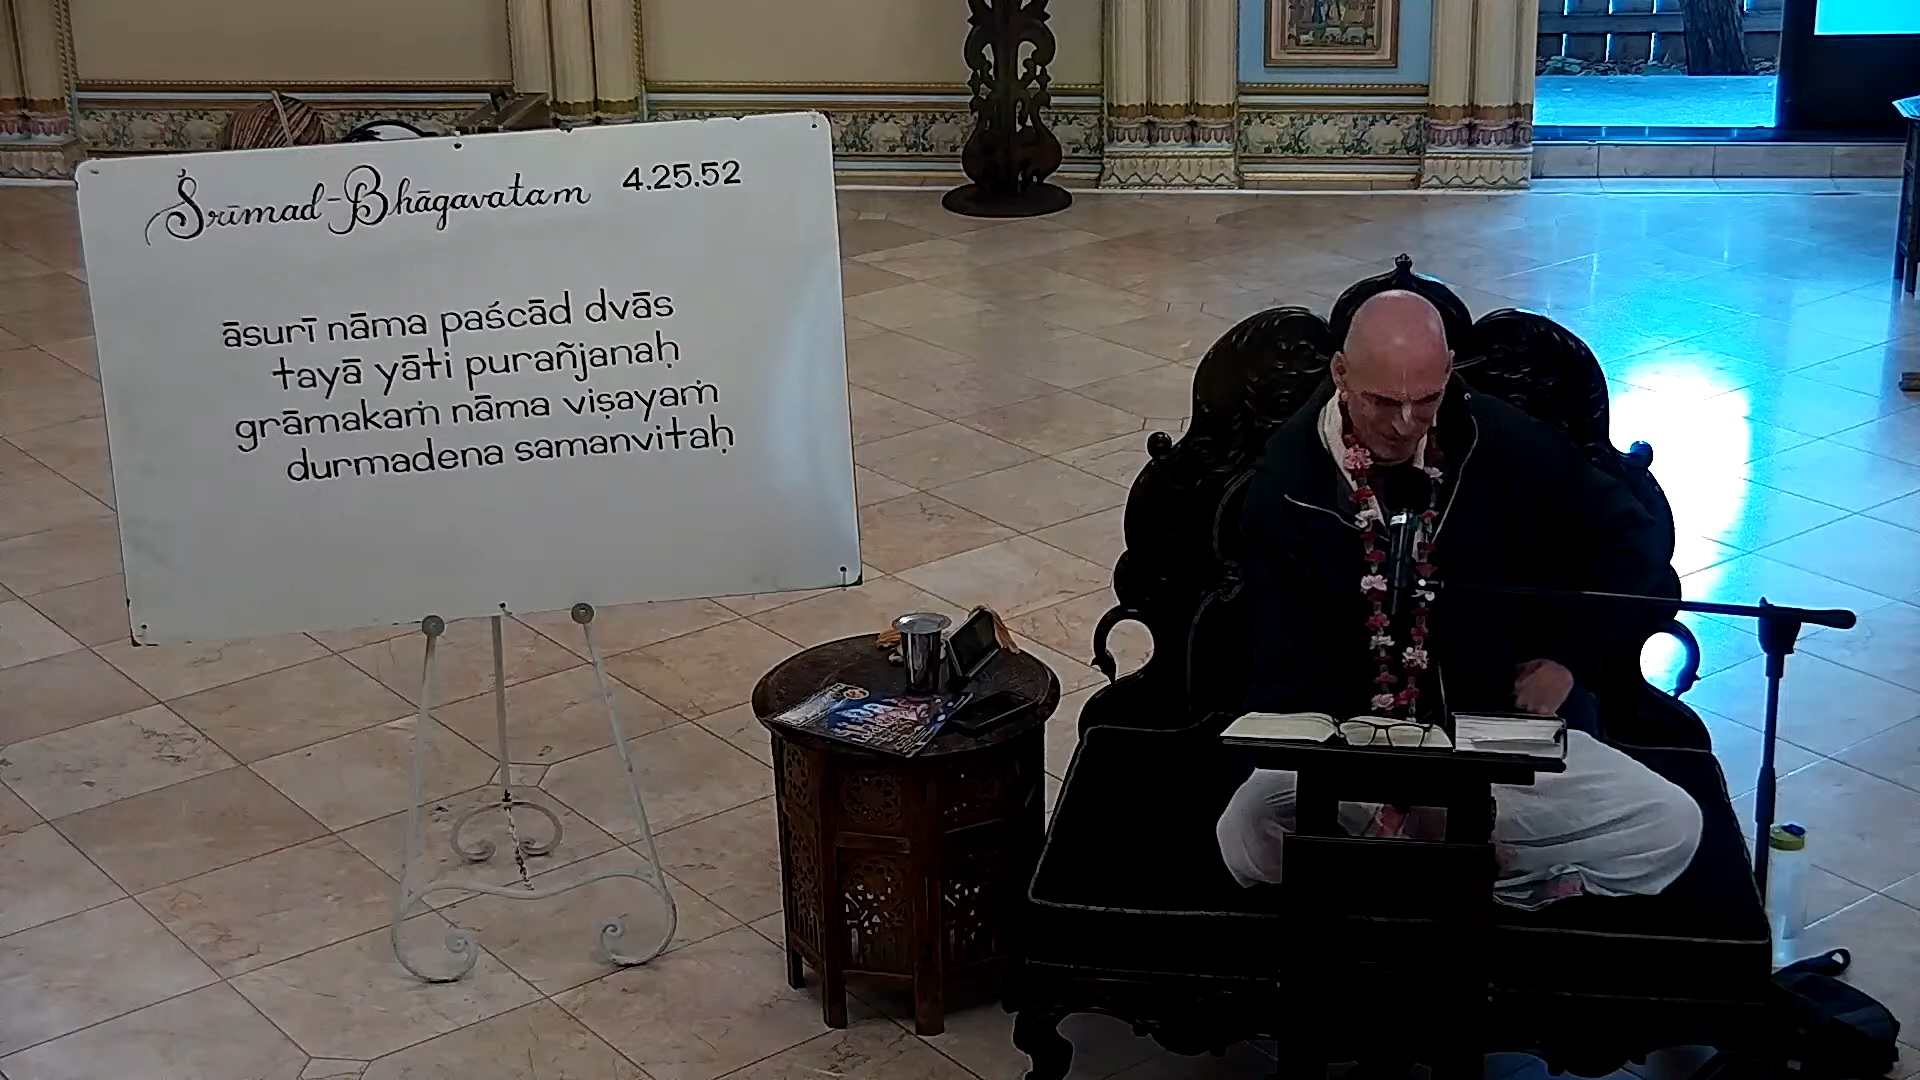 Śrīmad-Bhāgavatam 4.25.52
āsurī nāma paścād dvās
tayā yāti purañjanaḥ
grāmakaṁ nāma viṣayaṁ
durmadena samanvitaḥ